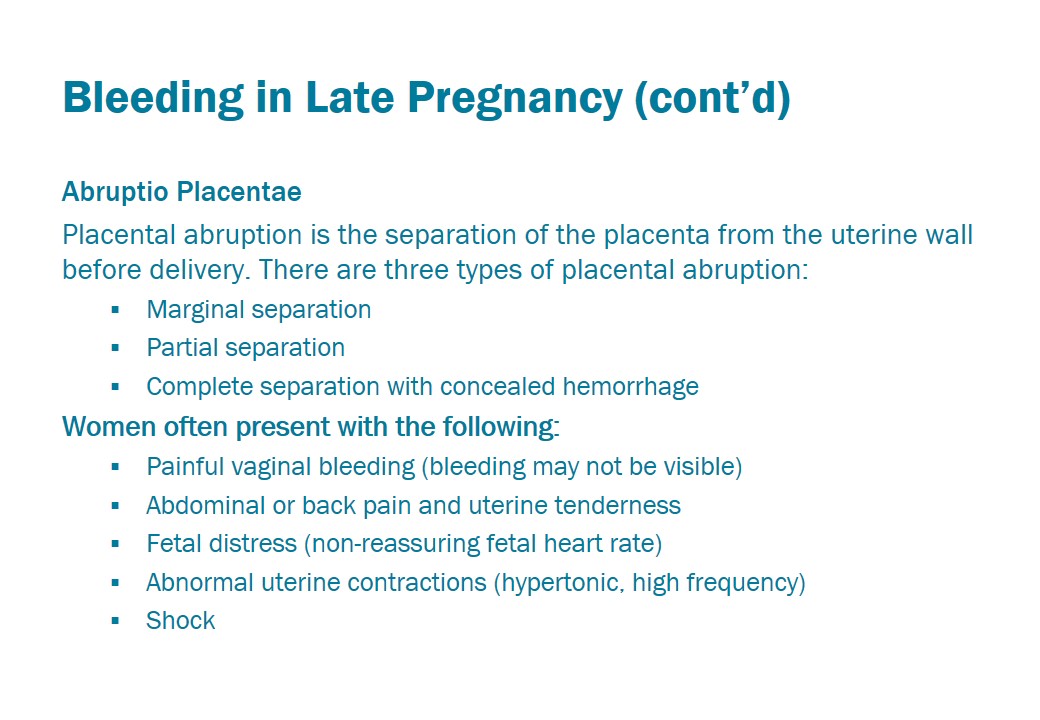 Bleeding in Late Pregnancy (cont’d)
Abruptio Placentae
Placental abruption is the separation of the placenta from the uterine wall
before delivery. There are three types of placental abruption:
▪ Marginal separation
▪ Partial separation
▪ Complete separation with concealed hemorrhage
Women often present with the following:
▪ Painful vaginal bleeding (bleeding may not be visible)
▪ Abdominal or back pain and uterine tenderness
▪ Fetal distress (non-reassuring fetal heart rate)
▪ Abnormal uterine contractions (hypertonic, high frequency)
▪ Shock